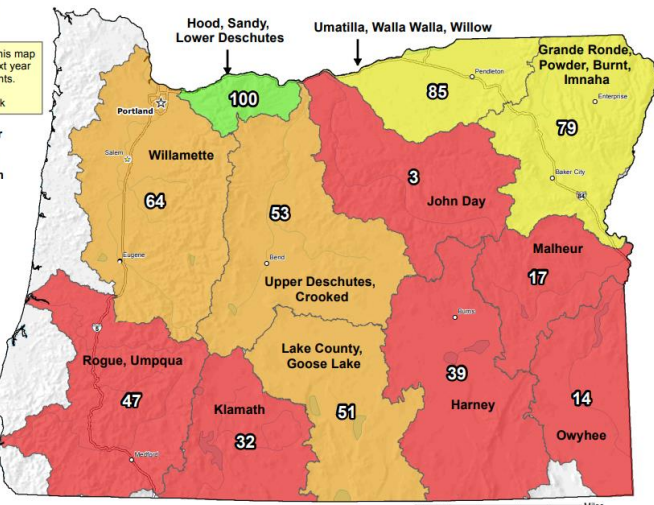 Hood, Sandy,
Lower Deschutes
Umatilla, Walla Walla, Willow
his map
xt year
nts.
k
r
n
Grande Ronde,
Powder, Burnt,
Imnaha
Pendleton
Enterprise
100
85
79
Portland
Salem
Willamette
64
53
3
John Day
Baker City
84
Eugene
Bend
Upper Deschutes,
Crooked
Malheur
17
Burns
5
Rogue, Umpqua
47
Lake County,
Goose Lake
51
39
Harney
Klamath
32
14
Owyhee
Medford
Miles